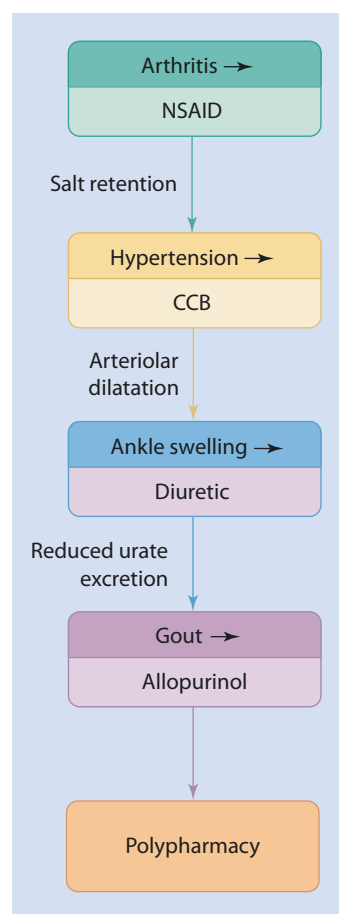 Arthritis →
NSAID
Salt retention
Hypertension →
CCB
Arteriolar
dilatation
Ankle swelling →
Diuretic
Reduced urate
excretion
Gout →
Allopurinol
Polypharmacy